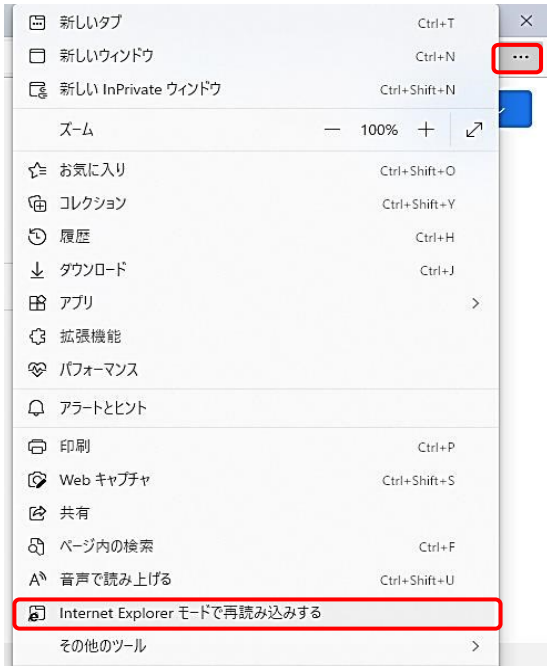 新しいタブ Ctrl+T
新しいウィンドウ Ctrl+N
新しい InPrivate ウィンドウ Ctrl+Shift+N
ズーム 100%
お気に入り Ctrl+Shift+O
コレクション Ctrl+Shift+Y
履歴 Ctrl+H
ダウンロード Ctrl+J
アプリ
拡張機能
パフォーマンス
アラートとヒント
印刷 Ctrl+P
Web キャプチャ Ctrl+Shift+S
共有
ページ内の検索 Ctrl+F
音声で読み上げる Ctrl+Shift+U
Internet Explorer モードで再読み込みする
その他のツール